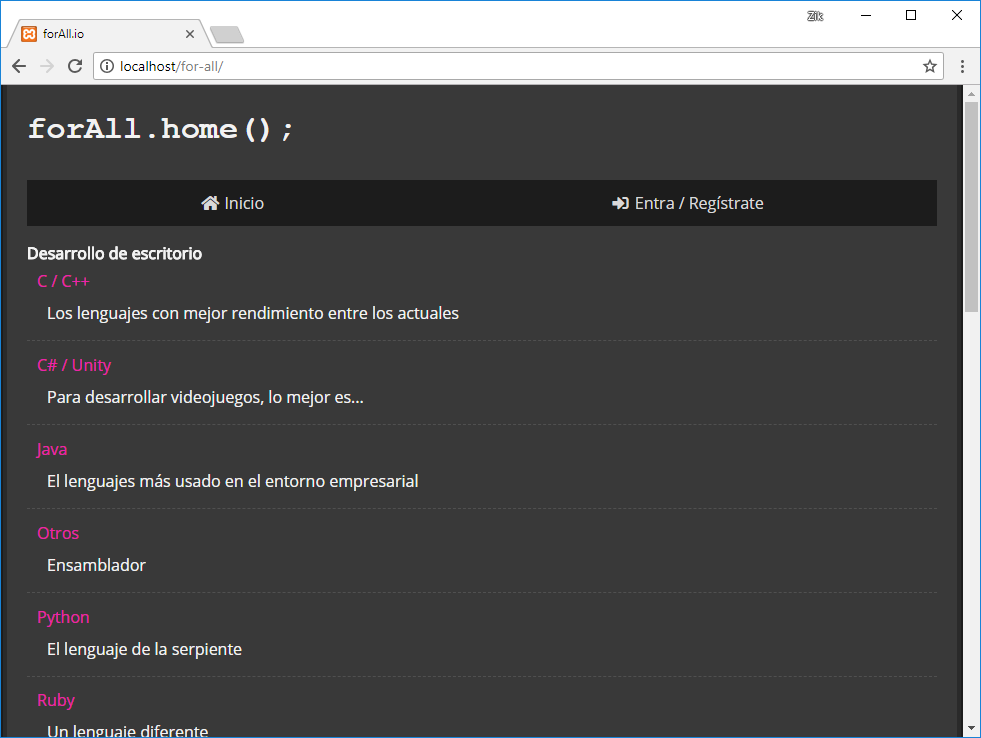 Zik
forAll.io
localhost/for-all/
forAll.home();
Inicio
Entra / Regístrate
Desarrollo de escritorio
C / C++
Los lenguajes con mejor rendimiento entre los actuales
C# / Unity
Para desarrollar videojuegos, lo mejor es...
Java
El lenguajes más usado en el entorno empresarial
Otros
Ensamblador
Python
El lenguaje de la serpiente
Ruby
Un lenguaje diferente